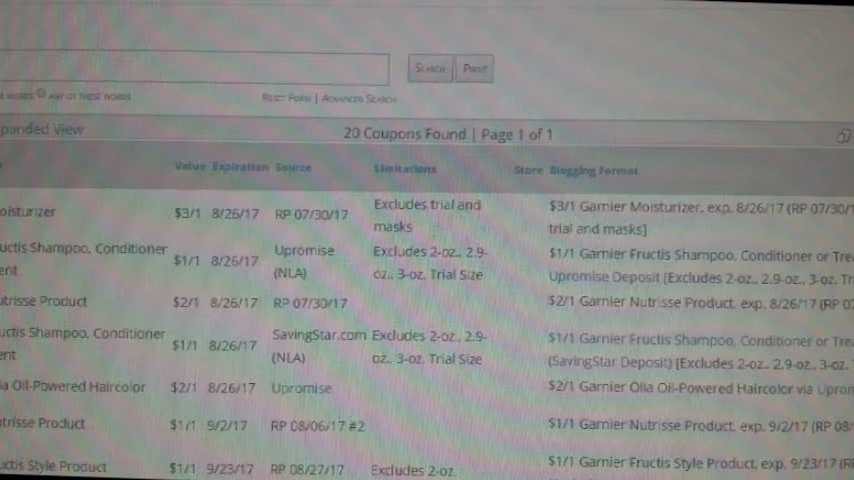 SEARCH PRINT
ANY OF THESE WORDS RESET FORM | ADVANCED SEARCH
panded View 20 Coupons Found | Page 1 of 1
Value Expiration Source Limitations Store Blogging Format
oisturizer $3/1 8/26/17 RP 07/30/17 Excludes trial and masks $3/1 Garnier Moisturizer, exp. 8/26/17 (RP 07/30/1
trial and masks]
uctis Shampoo, Conditioner
ent $1/1 8/26/17 Upromise (NLA) Excludes 2-oz., 2.9-oz., 3-oz. Trial Size $1/1 Garnier Fructis Shampoo, Conditioner or Trea
Upromise Deposit [Excludes 2-oz., 2.9-oz., 3-oz. Tr
utrisse Product $2/1 8/26/17 RP 07/30/17 $2/1 Garnier Nutrisse Product, exp. 8/26/17 (RP 07
uctis Shampoo, Conditioner
ent $1/1 8/26/17 SavingStar.com (NLA) Excludes 2-oz., 2.9-oz., 3-oz. Trial Size $1/1 Garnier Fructis Shampoo, Conditioner or Trea
(SavingStar Deposit) [Excludes 2-oz., 2.9-oz., 3-oz.
ia Oil-Powered Haircolor $2/1 8/26/17 Upromise $2/1 Garnier Olia Oil-Powered Haircolor via Uprom
utrisse Product $1/1 9/2/17 RP 08/06/17 #2 $1/1 Garnier Nutrisse Product, exp. 9/2/17 (RP 08/
uctis Style Product $1/1 9/23/17 RP 08/27/17 Excludes 2-oz. $1/1 Garnier Fructis Style Product, exp. 9/23/17 (RP